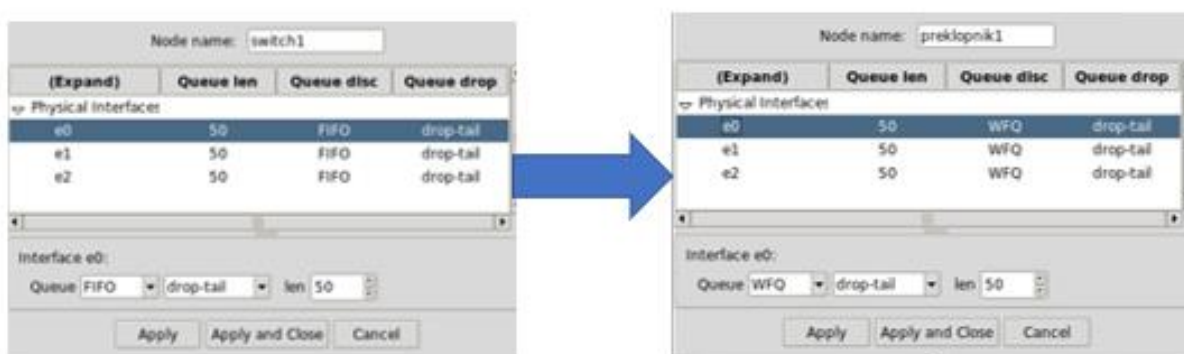 Node name: switch1
(Expand) Queue len Queue disc Queue drop
Physical Interfaces
e0 50 FIFO drop-tail
e1 50 FIFO drop-tail
e2 50 FIFO drop-tail
Interface e0:
Queue FIFO drop-tail len 50
Apply Apply and Close Cancel
Node name: preklopnik1
(Expand) Queue len Queue disc Queue drop
Physical Interfaces
e0 50 WFQ drop-tail
e1 50 WFQ drop-tail
e2 50 WFQ drop-tail
Interface e0:
Queue WFQ drop-tail len 50
Apply Apply and Close Cancel